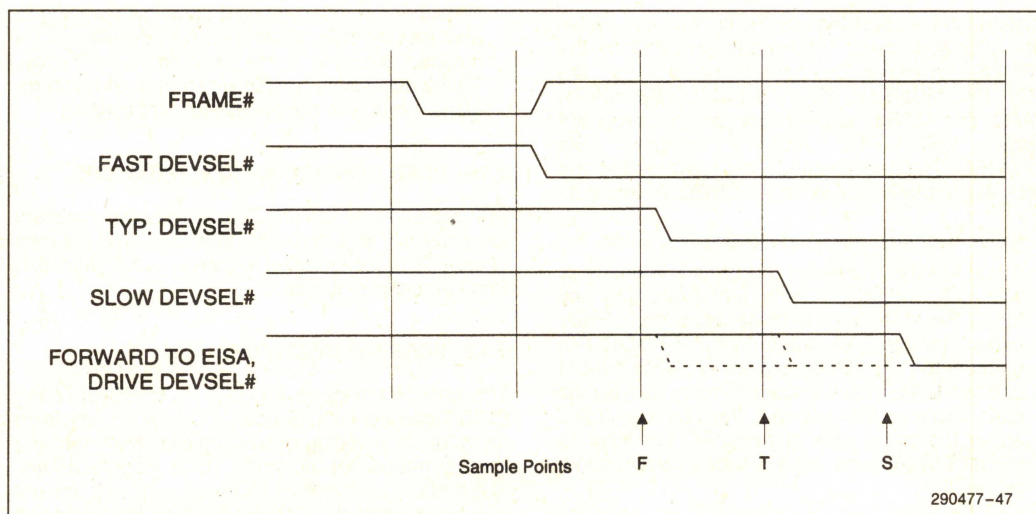 FRAME#
FAST DEVSEL#
TYP. DEVSEL#
SLOW DEVSEL#
FORWARD TO EISA,
DRIVE DEVSEL#
Sample Points F T S
290477–47